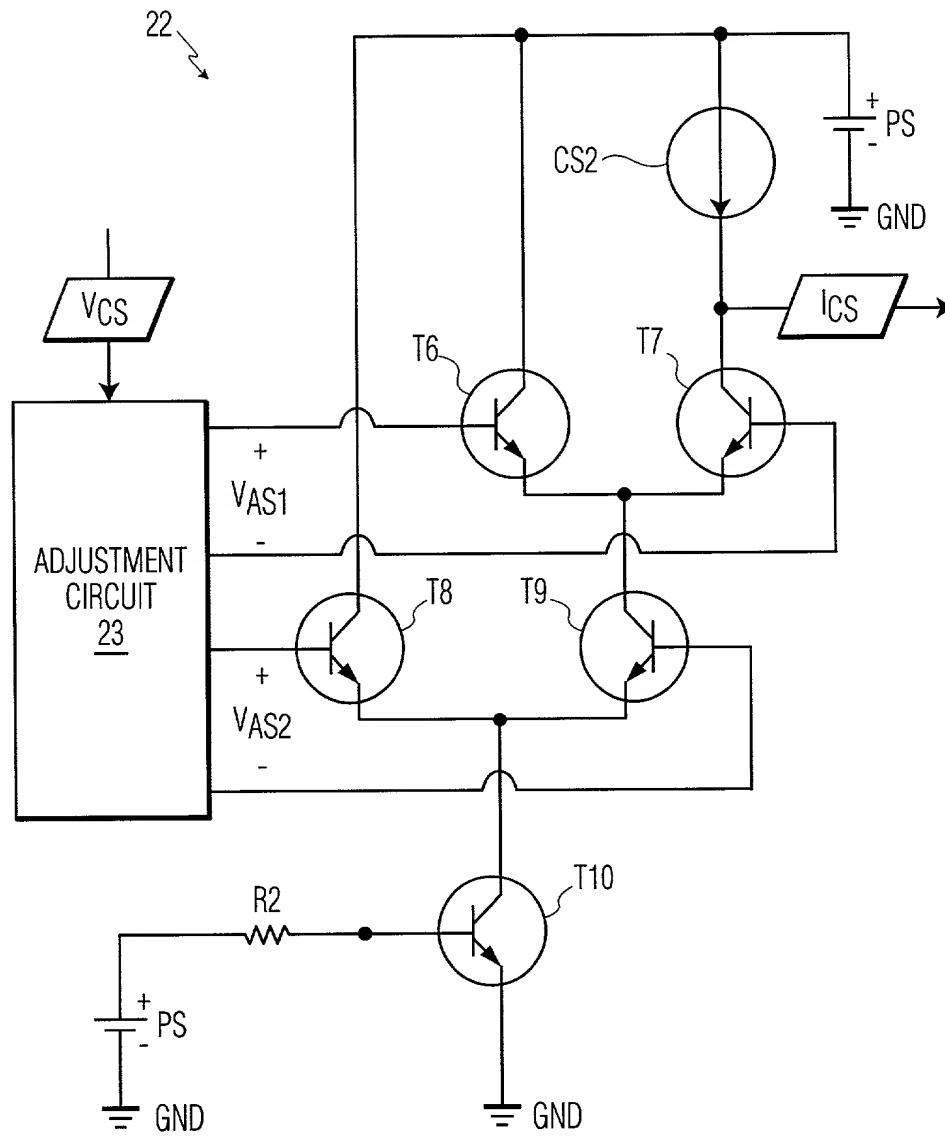 22
+
PS
-
CS2
GND
VCS
ICS
T6
T7
+
VAS1
-
ADJUSTMENT
CIRCUIT
23
T8
T9
+
VAS2
-
T10
R2
+
PS
-
GND
GND